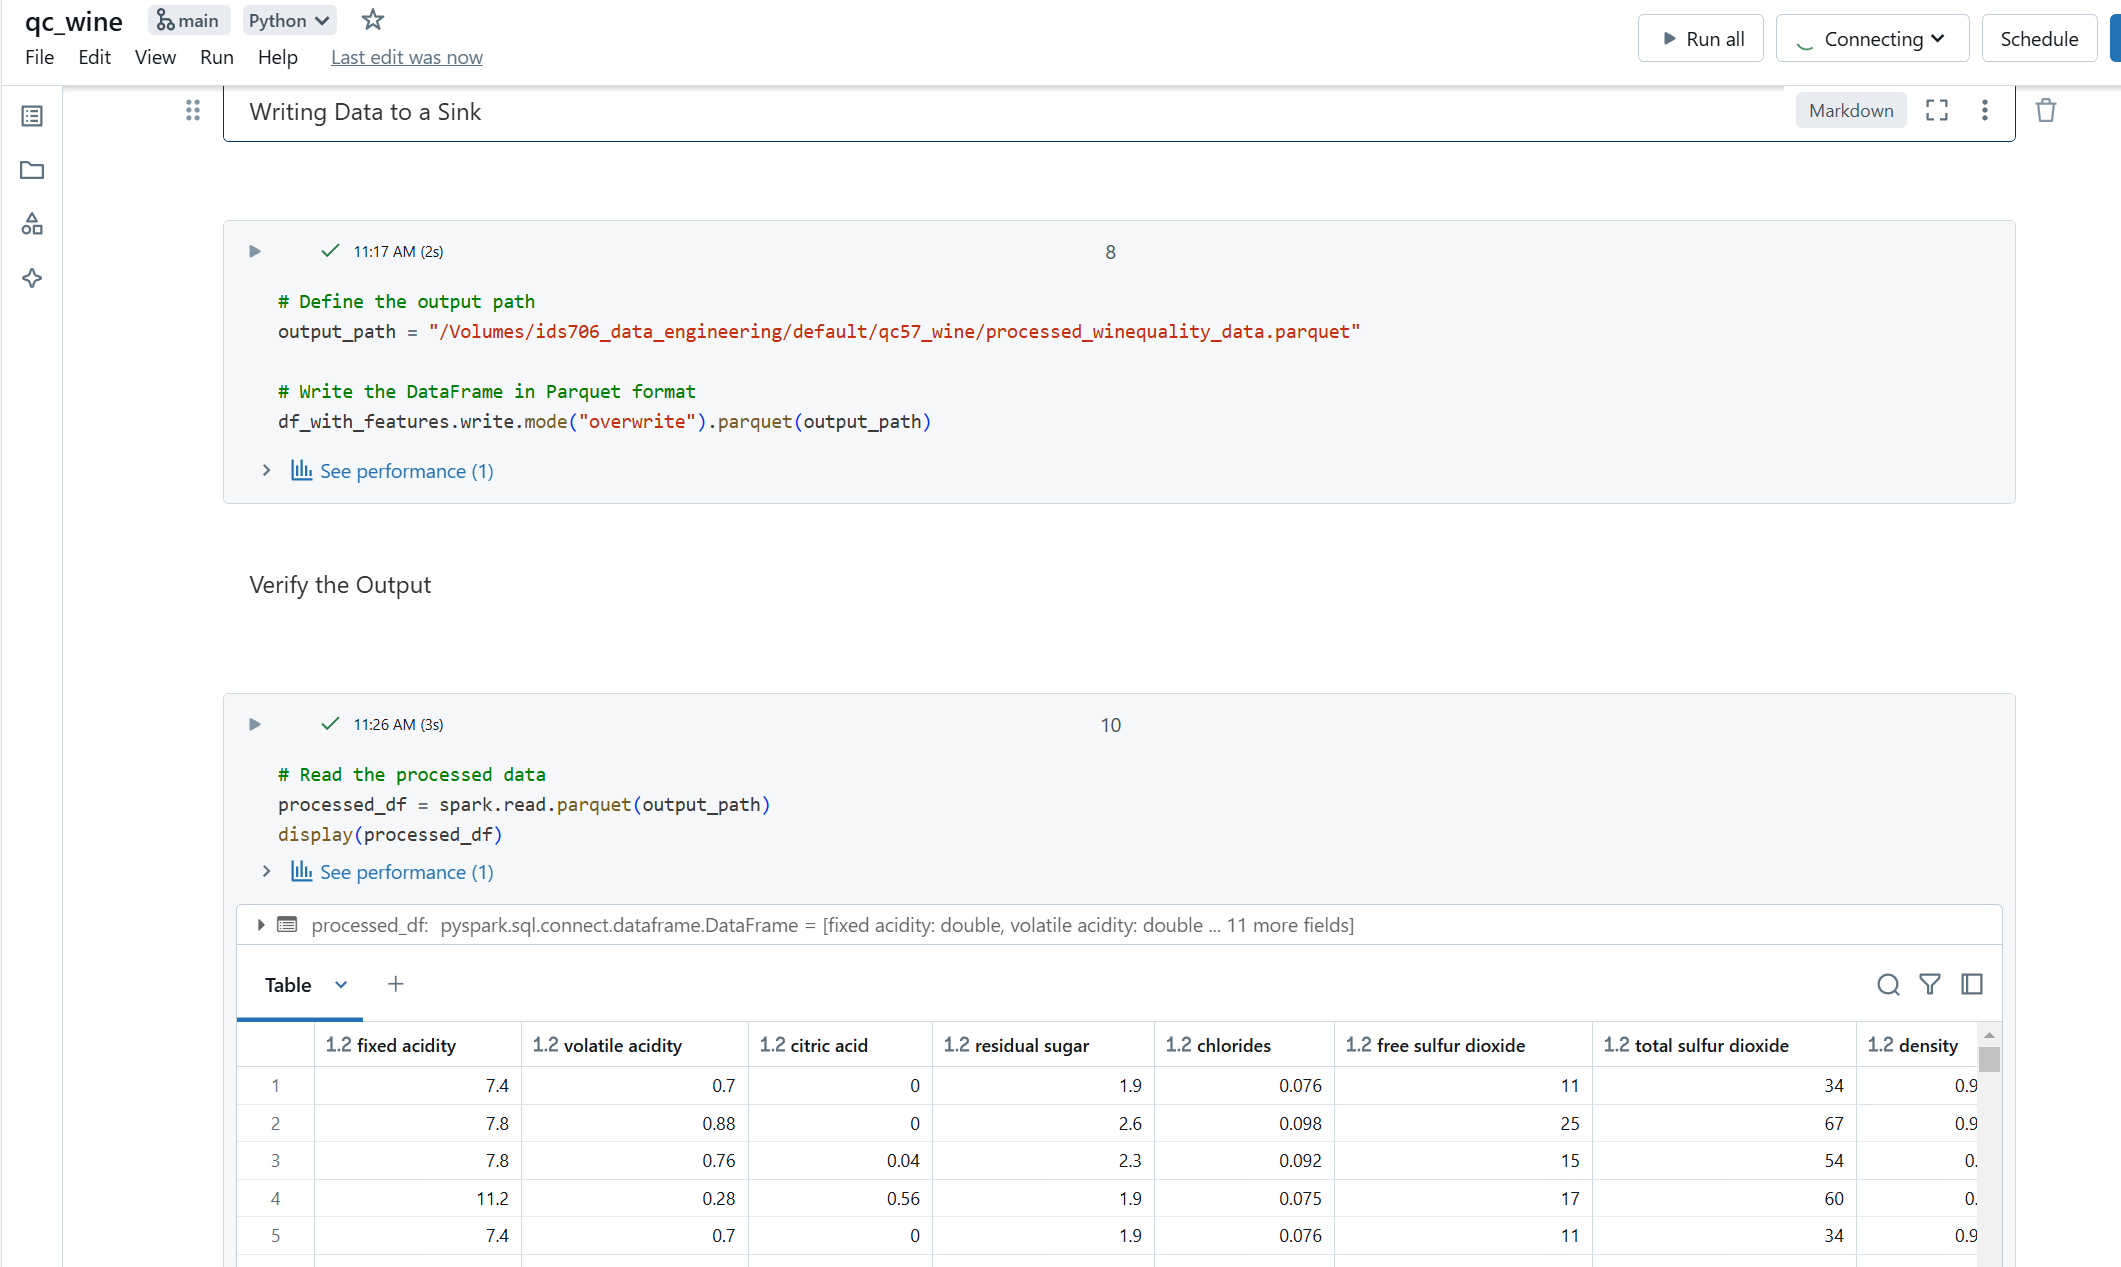 qc_wine main Python
File Edit View Run Help Last edit was now
Run all Connecting Schedule
Writing Data to a Sink
Markdown
11:17 AM (2s) 8
# Define the output path
output_path = "/Volumes/ids706_data_engineering/default/qc57_wine/processed_winequality_data.parquet"
# Write the DataFrame in Parquet format
df_with_features.write.mode("overwrite").parquet(output_path)
See performance (1)
Verify the Output
11:26 AM (3s) 10
# Read the processed data
processed_df = spark.read.parquet(output_path)
display(processed_df)
See performance (1)
processed_df: pyspark.sql.connect.dataframe.DataFrame = [fixed acidity: double, volatile acidity: double ... 11 more fields]
Table +
1.2 fixed acidity 1.2 volatile acidity 1.2 citric acid 1.2 residual sugar 1.2 chlorides 1.2 free sulfur dioxide 1.2 total sulfur dioxide 1.2 density
1 7.4 0.7 0 1.9 0.076 11 34 0.9
2 7.8 0.88 0 2.6 0.098 25 67 0.9
3 7.8 0.76 0.04 2.3 0.092 15 54 0.
4 11.2 0.28 0.56 1.9 0.075 17 60 0.
5 7.4 0.7 0 1.9 0.076 11 34 0.9